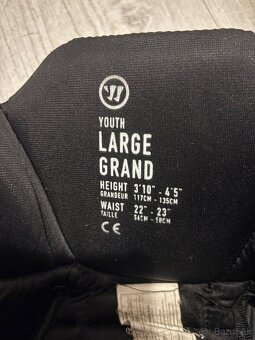 YOUTH
LARGE
GRAND
HEIGHT 3'10" - 4'5"
GRANDEUR 117CM - 135CM
WAIST 22" - 23"
TAILLE 56CM - 58CM
CE